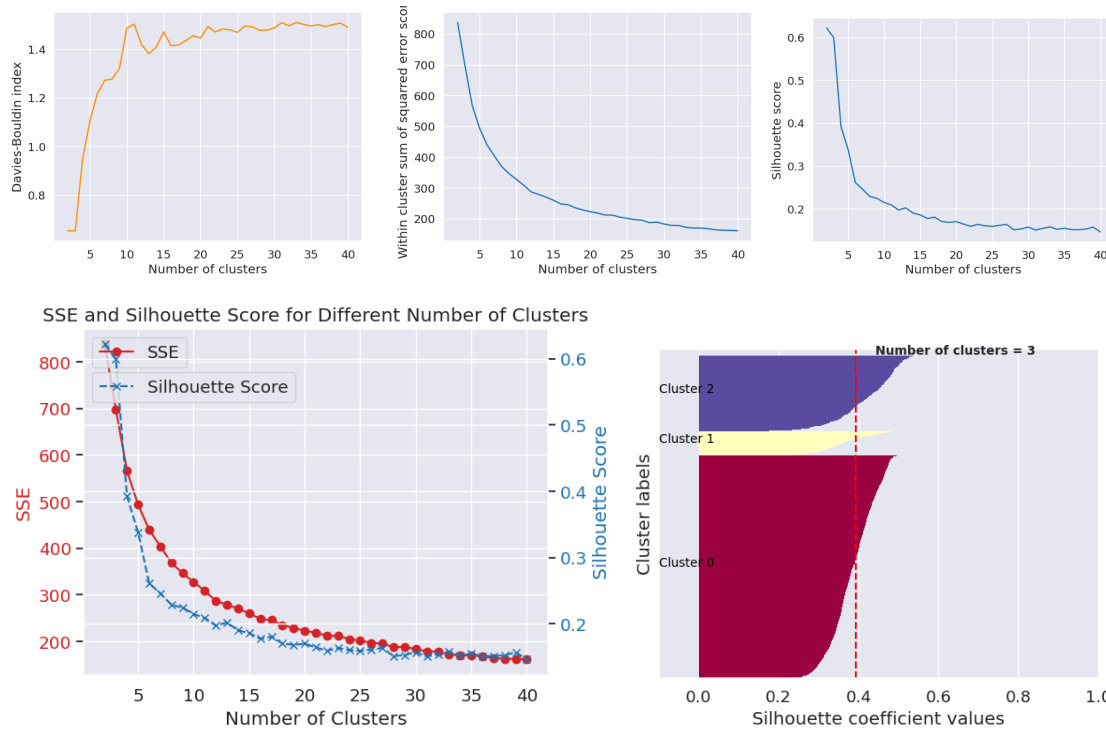 Davies-Bouldin index
1.4
1.2
1.0
0.8
5 10 15 20 25 30 35 40
Number of clusters
Within cluster sum of squarred error scor
800
700
600
500
400
300
200
5 10 15 20 25 30 35 40
Number of clusters
Silhouette score
0.6
0.5
0.4
0.3
0.2
5 10 15 20 25 30 35 40
Number of clusters
SSE and Silhouette Score for Different Number of Clusters
SSE
Silhouette Score
SSE
800
700
600
500
400
300
200
5 10 15 20 25 30 35 40
Number of Clusters
0.6
0.5
0.4
0.3
0.2
Silhouette Score
Number of clusters = 3
Cluster labels
Cluster 2
Cluster 1
Cluster 0
0.0 0.2 0.4 0.6 0.8 1.0
Silhouette coefficient values